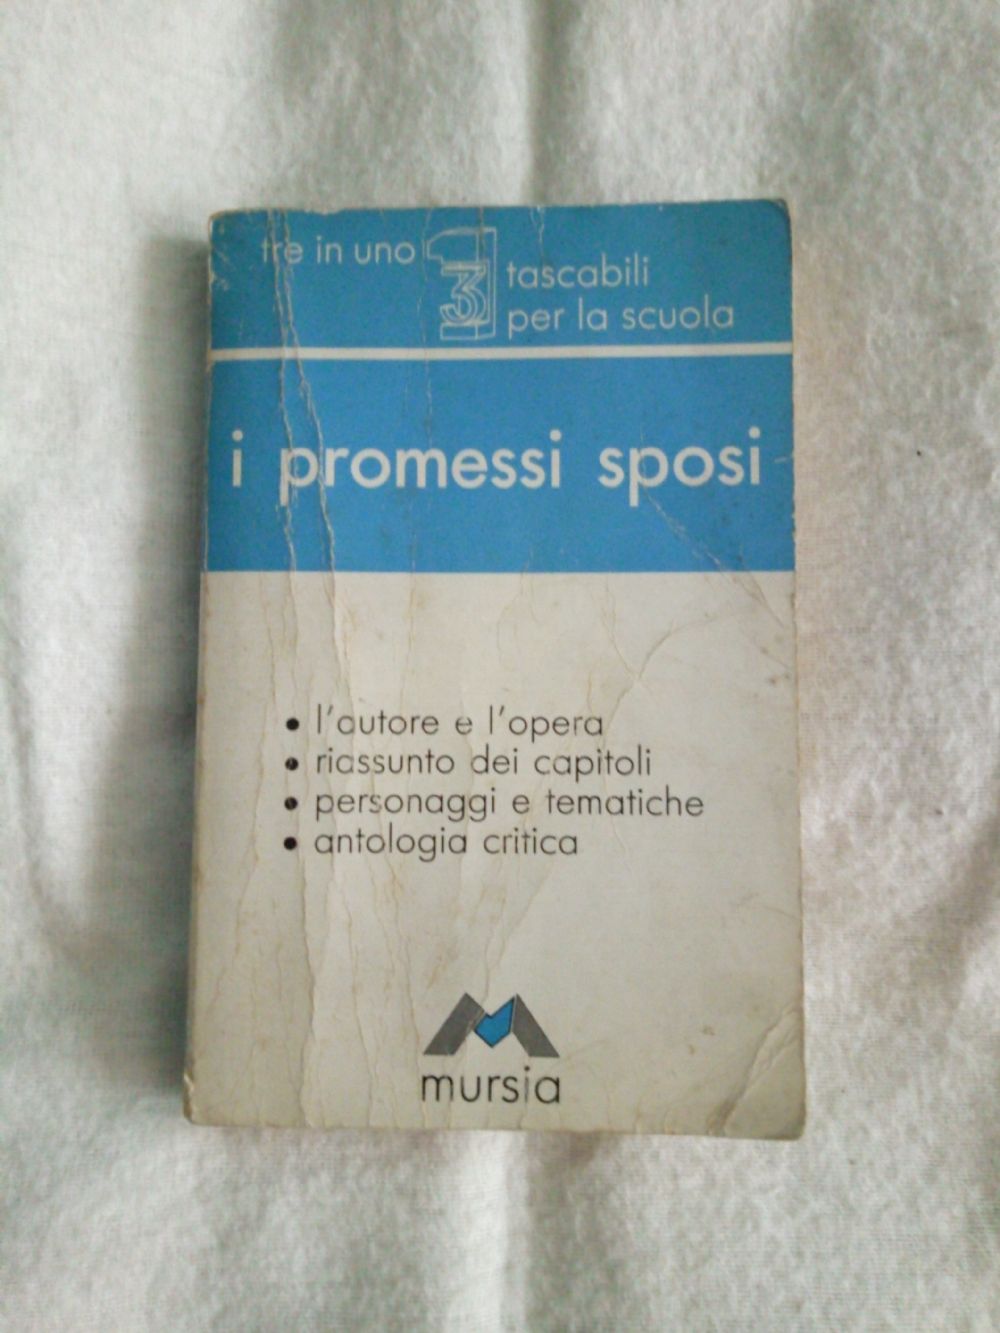 tre in uno
3
tascabili
per la scuola
i promessi sposi
• l'autore e l'opera
• riassunto dei capitoli
• personaggi e tematiche
• antologia critica
mursia